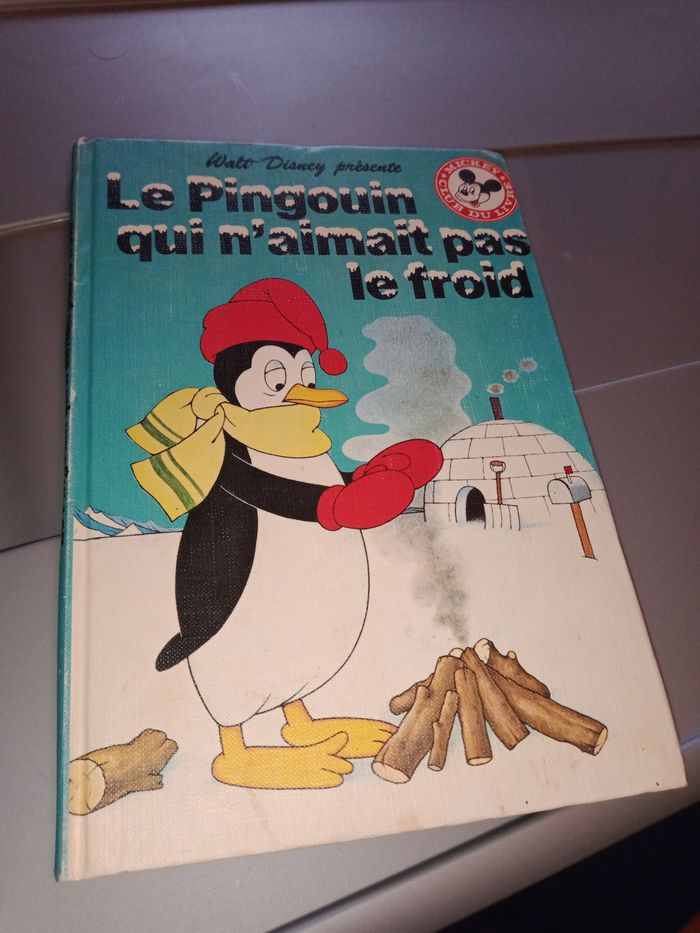 Walt Disney présente
Le Pingouin
qui n'aimait pas
le froid
MICKEY
CLUB DU LIVRE